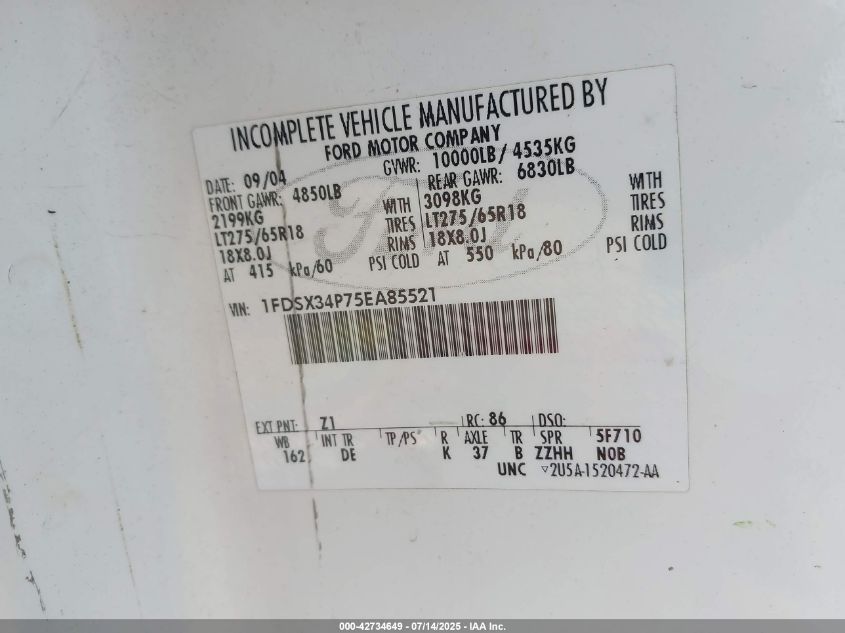 INCOMPLETE VEHICLE MANUFACTURED BY
FORD MOTOR COMPANY
DATE: 09/04 GVWR: 10000LB / 4535KG
FRONT GAWR: 4850LB REAR GAWR: 6830LB
2199KG WITH 3098KG WITH
LT275/65R18 TIRES LT275/65R18 TIRES
18X8.0J RIMS 18X8.0J RIMS
AT 415 kPa/60 PSI COLD AT 550 kPa/80 PSI COLD
VIN: 1FDSX34P75EA85521
EXT PNT: Z1 RC: 86 DSO:
WB INT TR TP/PS R AXLE TR SPR 5F710
162 DE K 37 B ZZHH NOB
UNC ▽2U5A-1520472-AA
000-42734649 - 07/14/2025 - IAA Inc.